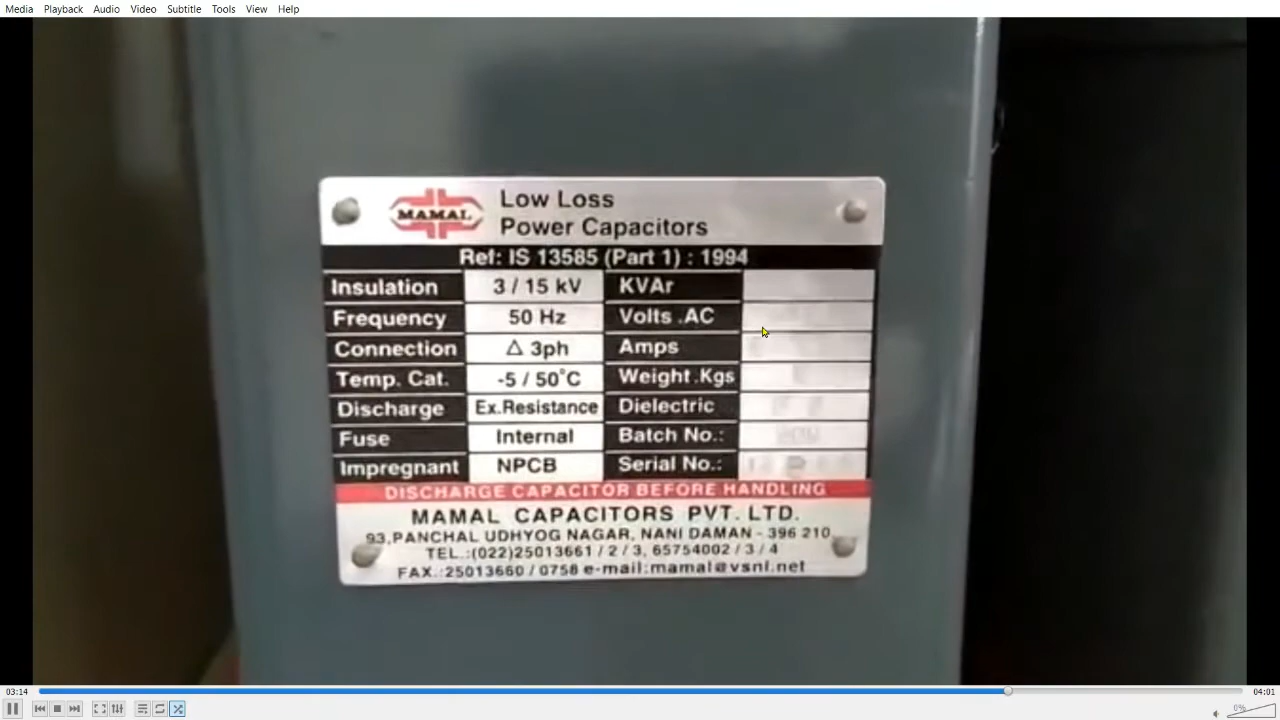 Media Playback Audio Video Subtitle Tools View Help
MAMAL
Low Loss
Power Capacitors
Ref: IS 13585 (Part 1) : 1994
Insulation 3 / 15 kV KVAr
Frequency 50 Hz Volts .AC
Connection Δ 3ph Amps
Temp. Cat. -5 / 50°C Weight .Kgs
Discharge Ex.Resistance Dielectric
Fuse Internal Batch No.:
Impregnant NPCB Serial No.:
DISCHARGE CAPACITOR BEFORE HANDLING
MAMAL CAPACITORS PVT. LTD.
93,PANCHAL UDHYOG NAGAR, NANI DAMAN - 396 210
TEL.:(022)25013661 / 2 / 3, 65754002 / 3 / 4
FAX.:25013660 / 0758 e-mail:mamal@vsnl.net
03:14 04:01
0%